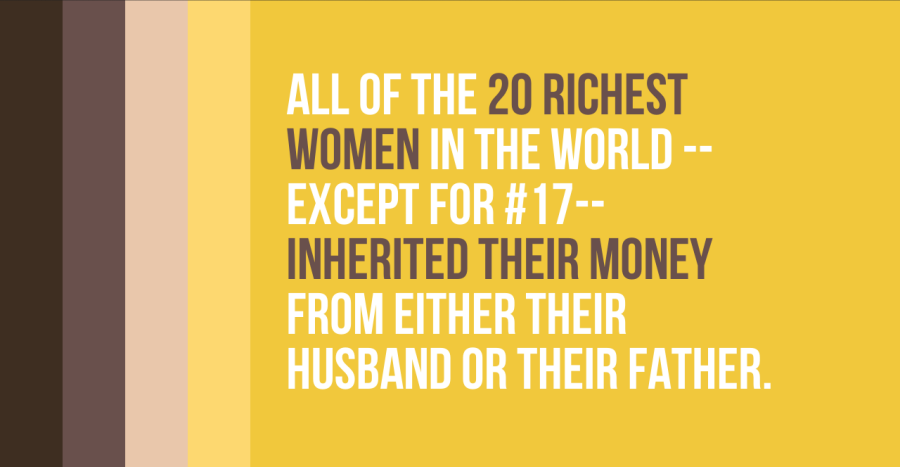 ALL OF THE 20 RICHEST
WOMEN IN THE WORLD --
EXCEPT FOR #17--
INHERITED THEIR MONEY
FROM EITHER THEIR
HUSBAND OR THEIR FATHER.